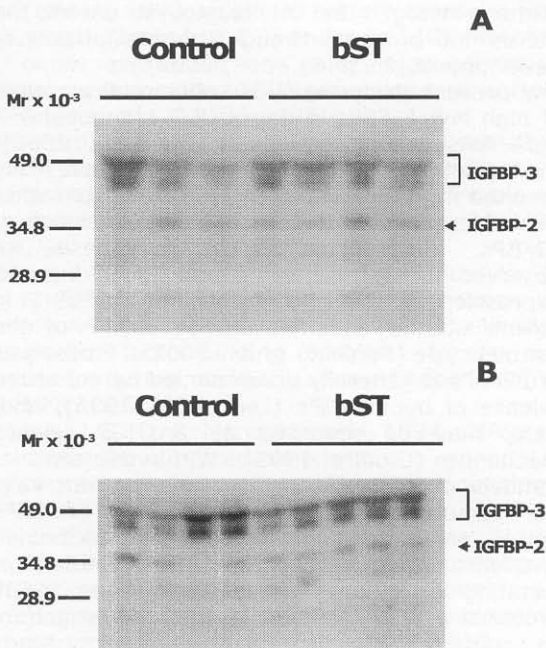 A
Control bST
Mr x 10-3
49.0
IGFBP-3
34.8
IGFBP-2
28.9
B
Control bST
Mr x 10-3
49.0
IGFBP-3
IGFBP-2
34.8
28.9